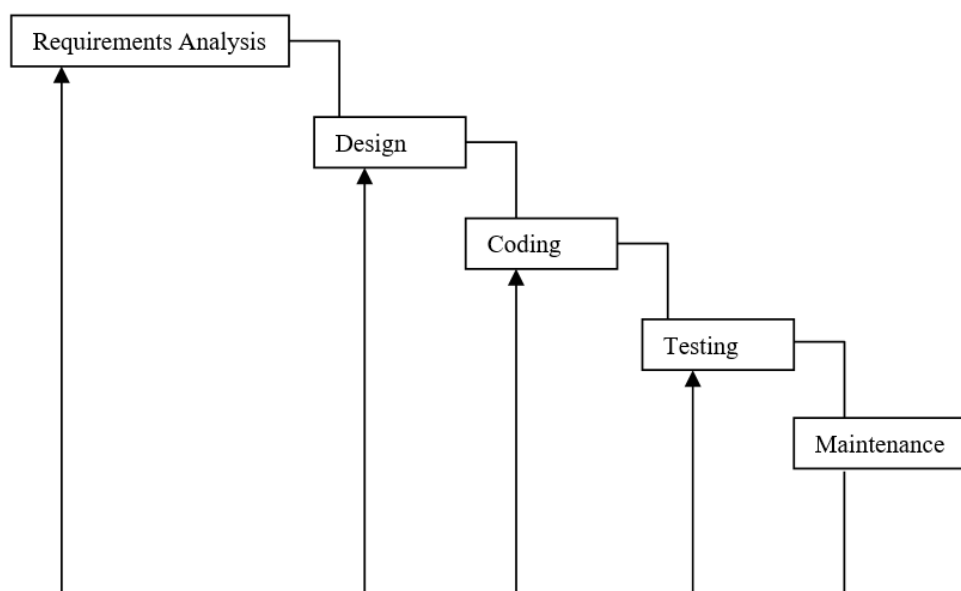 Requirements Analysis
Design
Coding
Testing
Maintenance